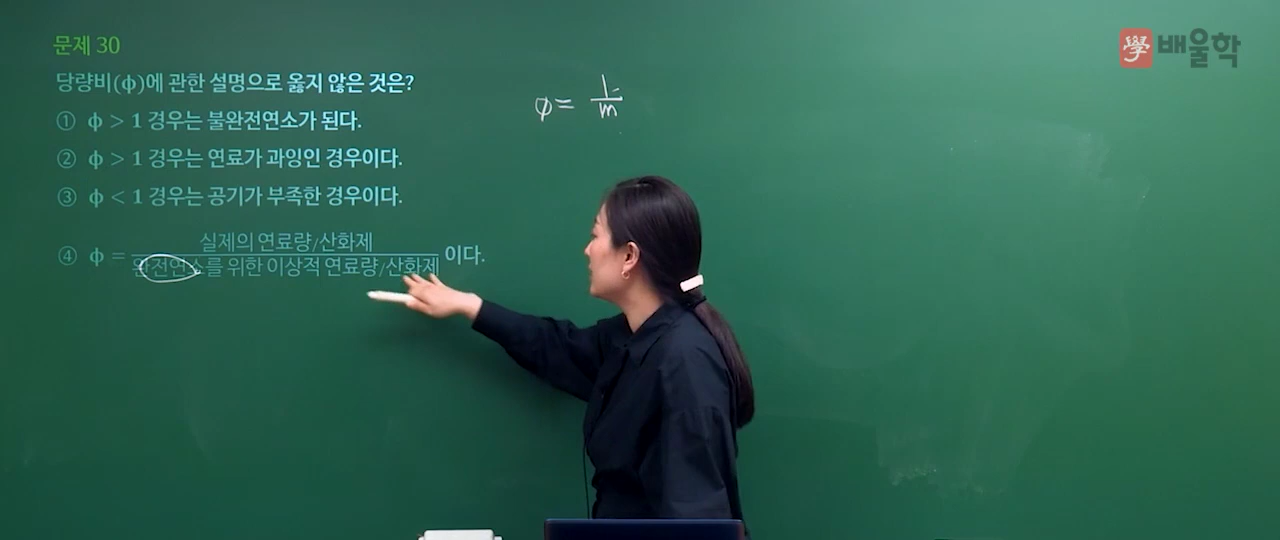 문제 30
당량비(ϕ)에 관한 설명으로 옳지 않은 것은?
① ϕ > 1 경우는 불완전연소가 된다.
② ϕ > 1 경우는 연료가 과잉인 경우이다.
③ ϕ < 1 경우는 공기가 부족한 경우이다.
④ ϕ = 실제의 연료량/산화제
완전연소를 위한 이상적 연료량/산화제 이다.
φ = 1/m
學 배울학